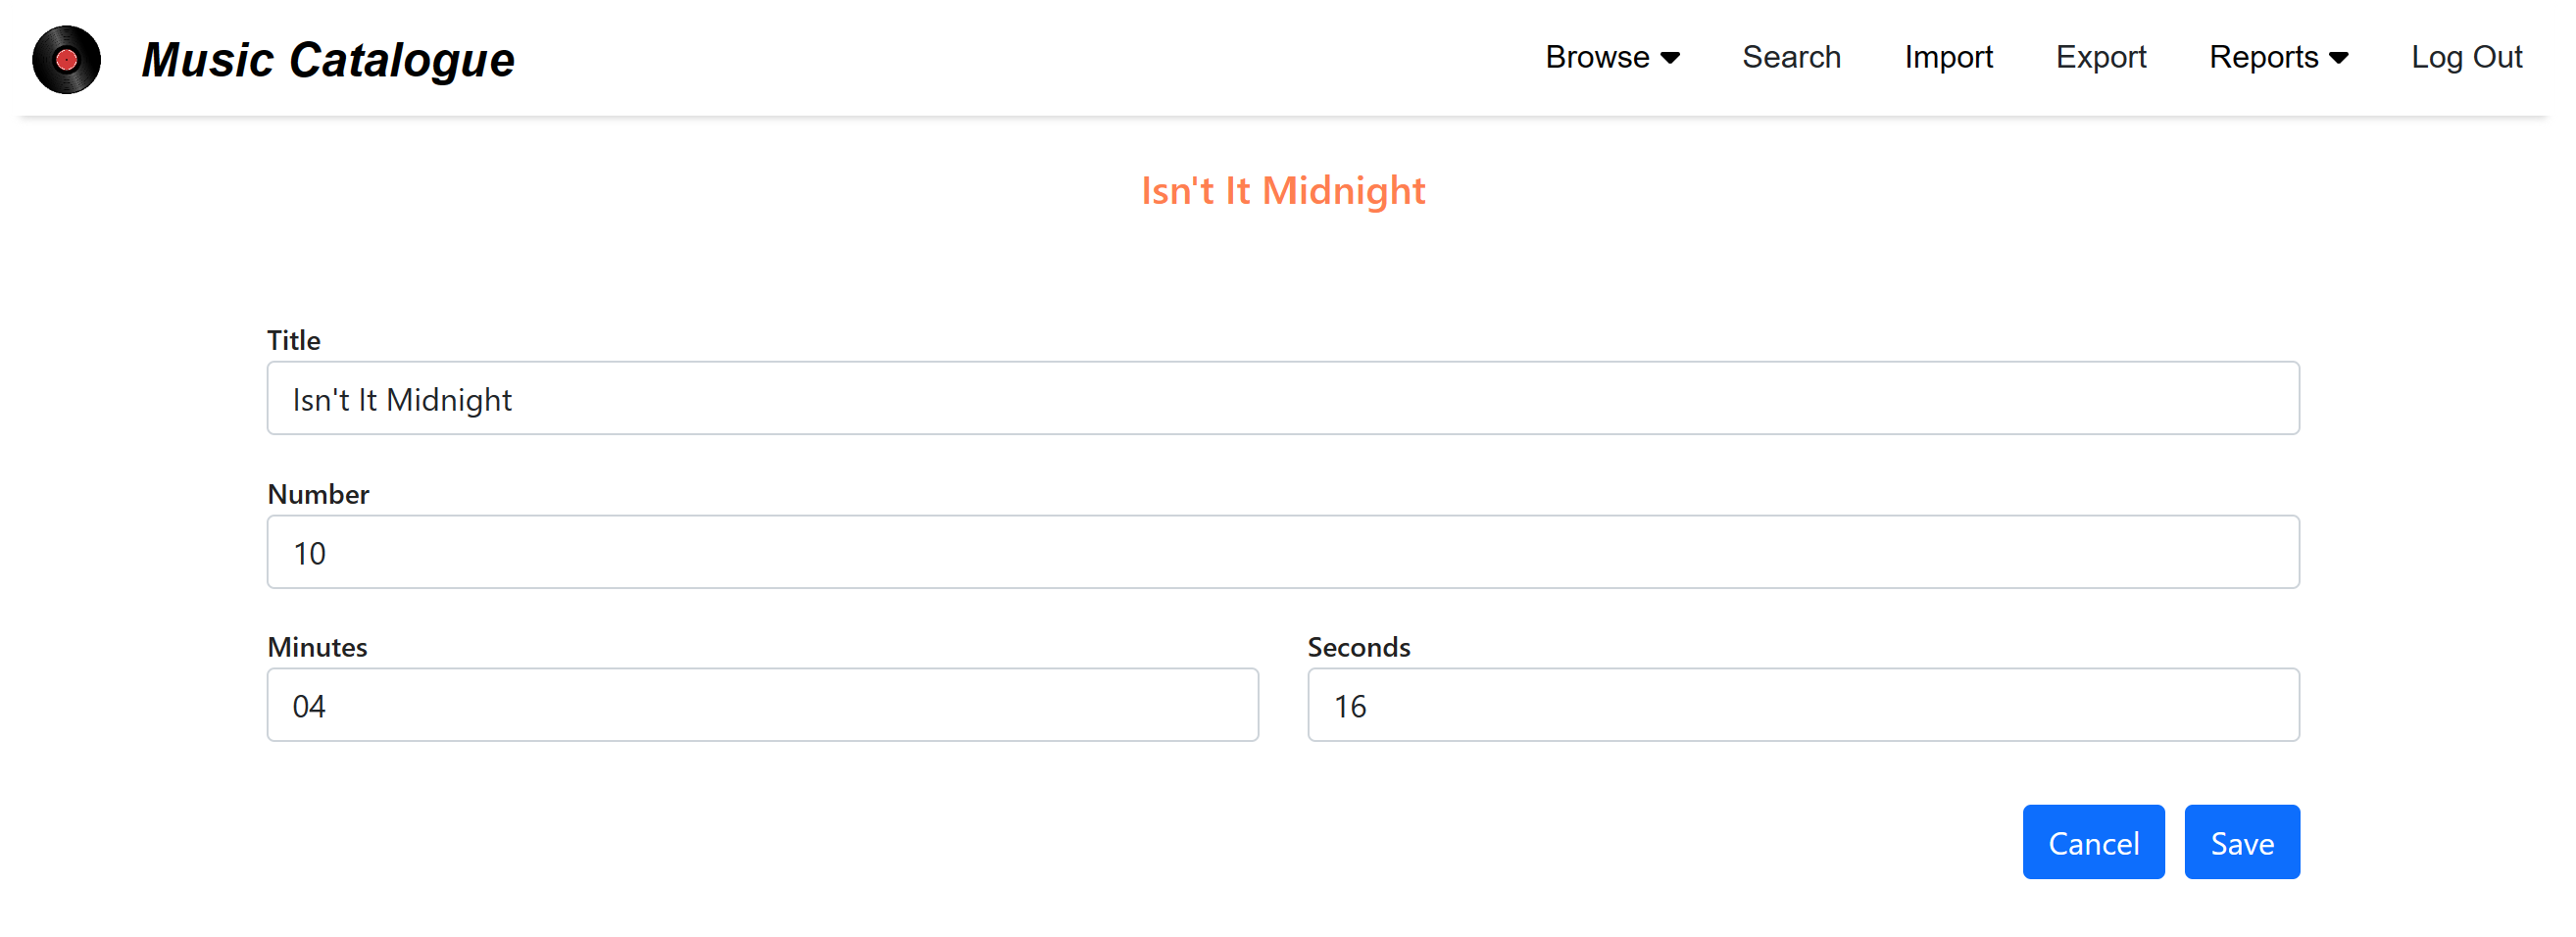 Music Catalogue Browse Search Import Export Reports Log Out
Isn't It Midnight
Title
Isn't It Midnight
Number
10
Minutes Seconds
04 16
Cancel Save